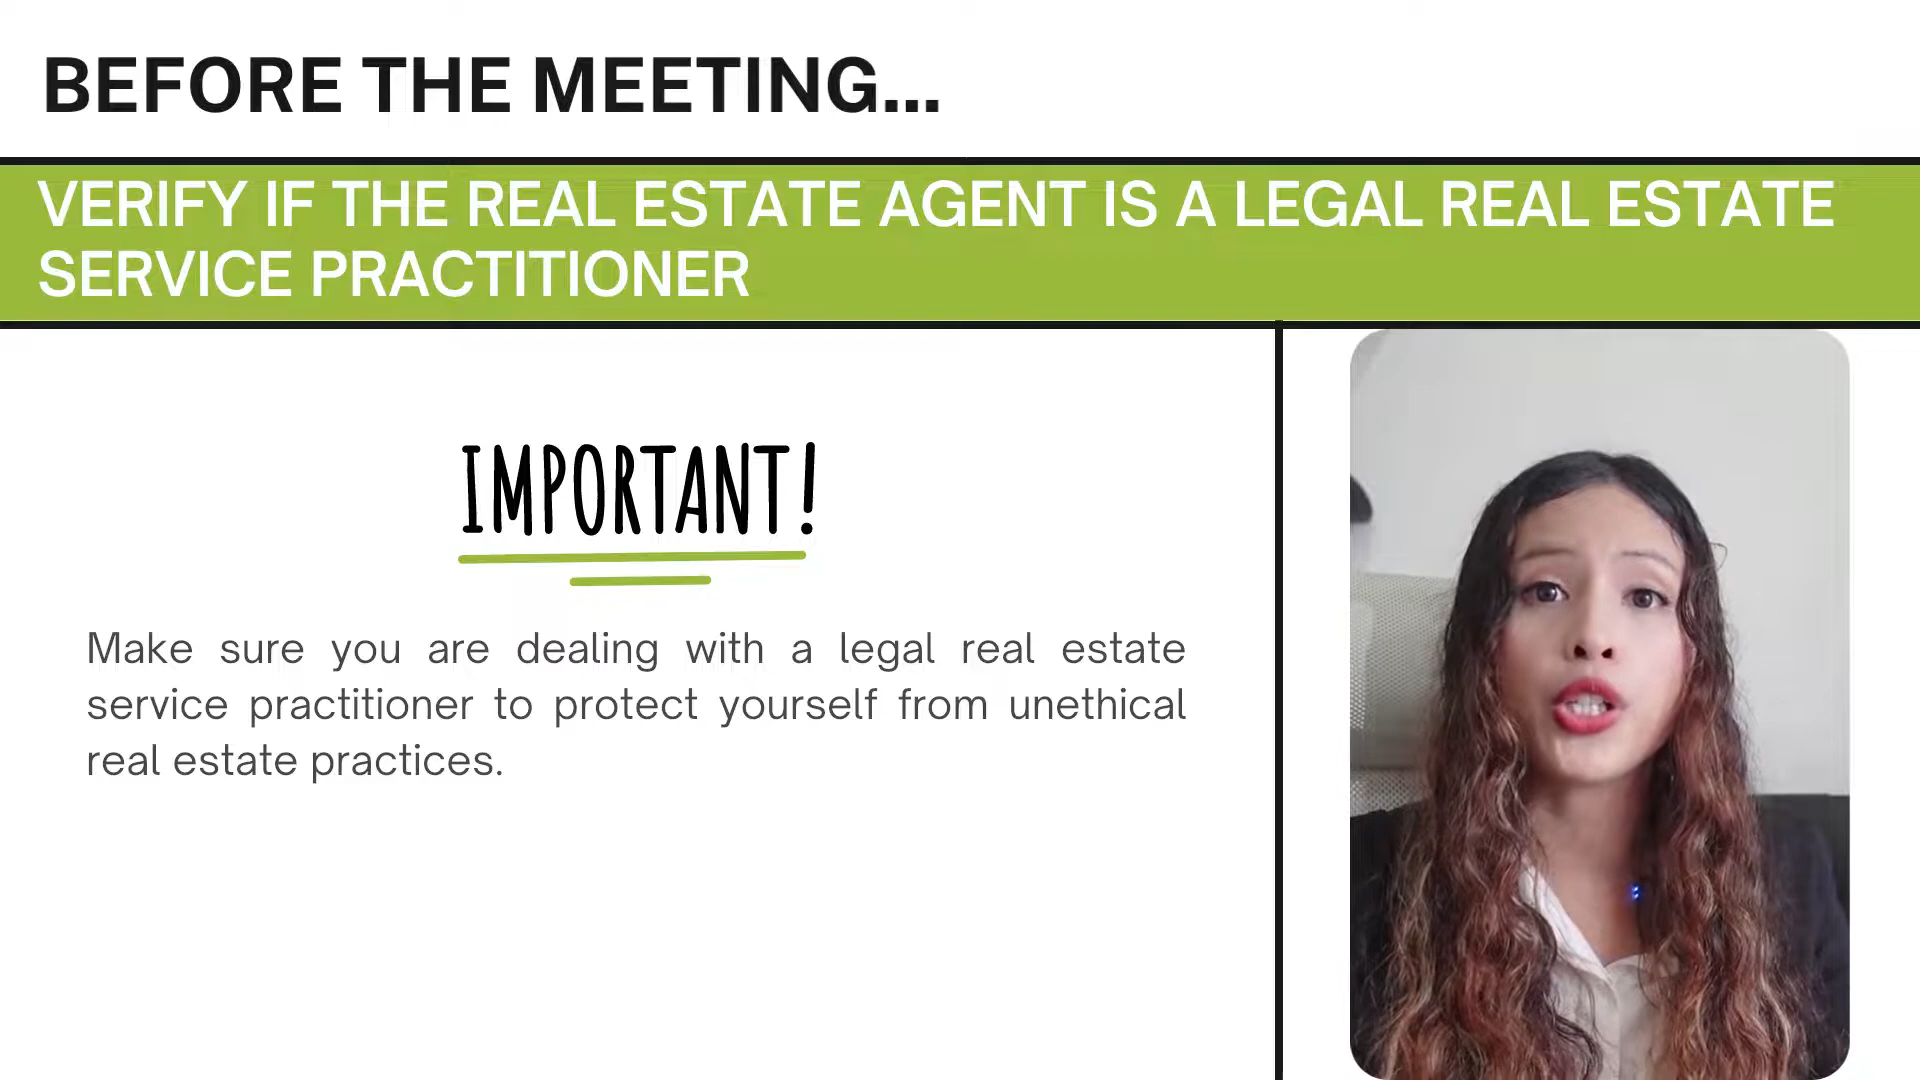 BEFORE THE MEETING...
VERIFY IF THE REAL ESTATE AGENT IS A LEGAL REAL ESTATE
SERVICE PRACTITIONER
IMPORTANT!
Make sure you are dealing with a legal real estate
service practitioner to protect yourself from unethical
real estate practices.